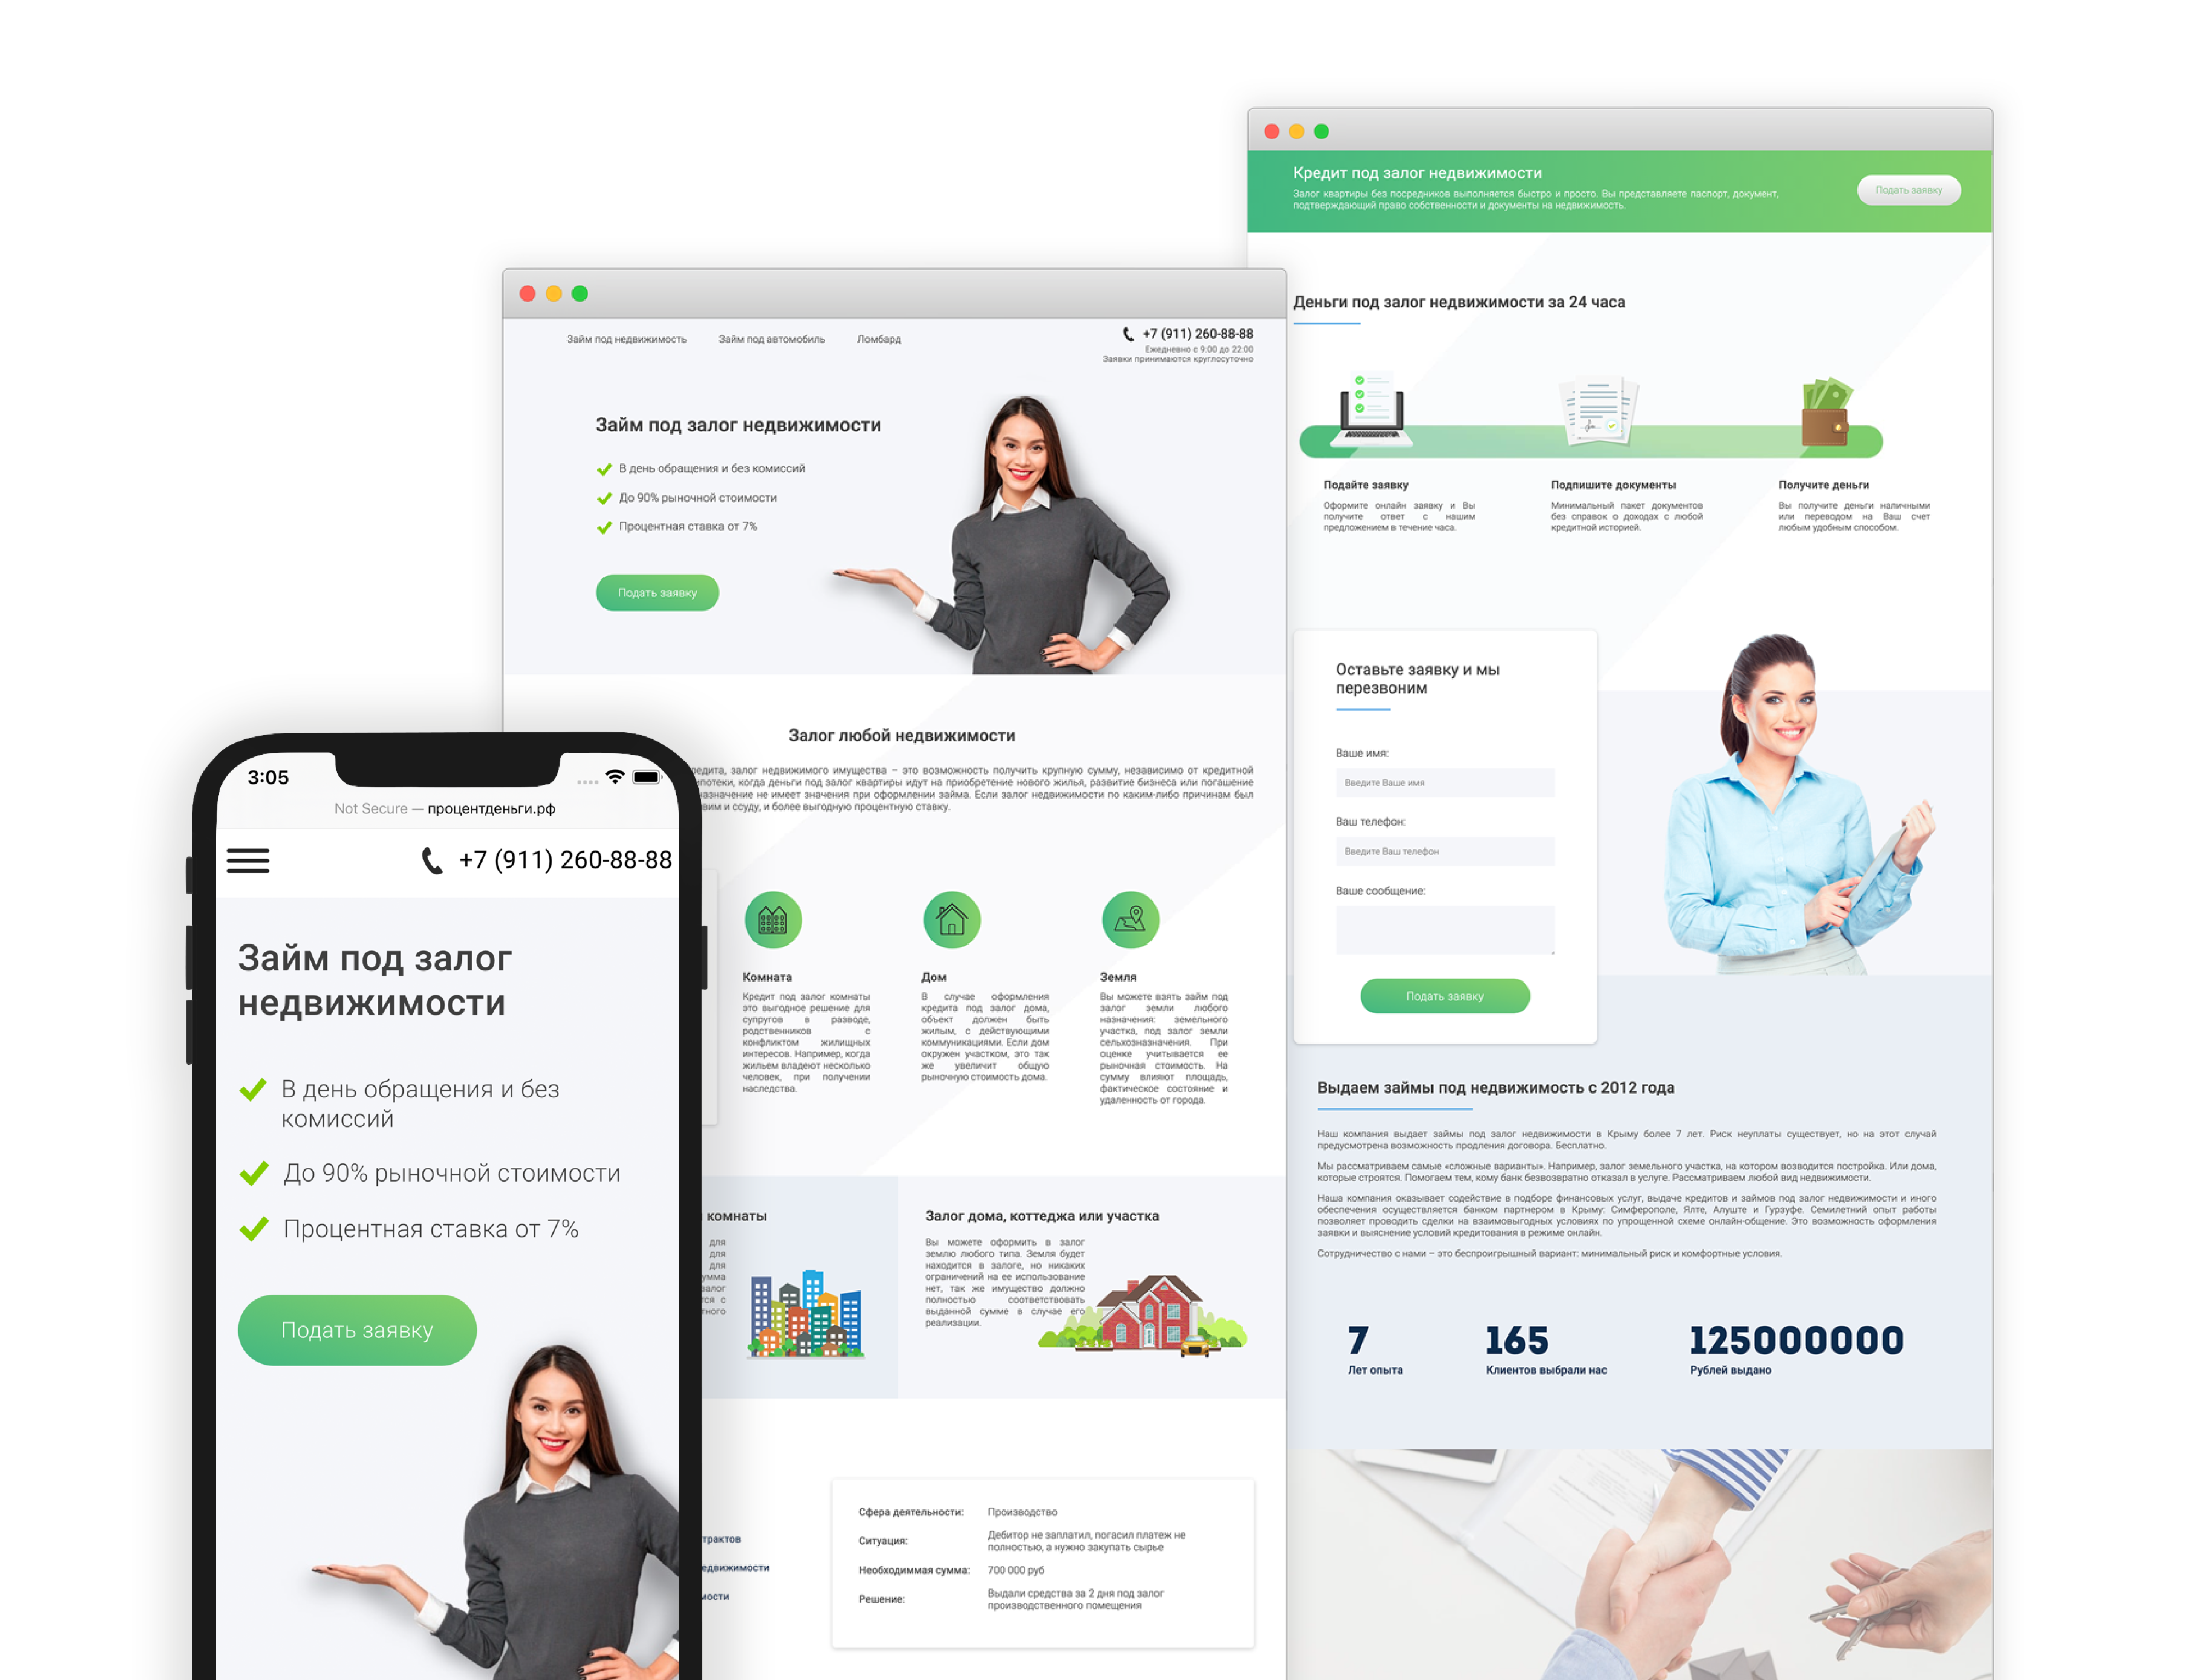 3:05
Not Secure — процентденьги.рф
+7 (911) 260-88-88
Займ под залог
недвижимости
В день обращения и без
комиссий
До 90% рыночной стоимости
Процентная ставка от 7%
Подать заявку
Займ под недвижимость
Займ под автомобиль
Ломбард
+7 (911) 260-88-88
Ежедневно с 9:00 до 22:00
Заявки принимаются круглосуточно
Займ под залог недвижимости
В день обращения и без комиссий
До 90% рыночной стоимости
Процентная ставка от 7%
Подать заявку
Залог любой недвижимости
залог недвижимого имущества – это возможность получить крупную сумму, независимо от кредитной
когда деньги под залог квартиры идут на приобретение нового жилья, развитие бизнеса или погашение
не имеет значения при оформлении займа. Если залог недвижимости по каким-либо причинам был
и ссуду, и более выгодную процентную ставку.
Комната
Кредит под залог комнаты
это выгодное решение для
супругов в разводе,
родственников с
конфликтом жилищных
интересов. Например, когда
жильем владеют несколько
человек, при получении
наследства.
Дом
В случае оформления
кредита под залог дома,
объект должен быть
жилым, с действующими
коммуникациями. Если дом
окружен участком, это так
же увеличит общую
рыночную стоимость дома.
Земля
Вы можете взять займ под
залог земли любого
назначения: земельного
участка, под залог земли
сельхозназначения. При
оценке учитывается ее
рыночная стоимость. На
сумму влияют площадь,
фактическое состояние и
удаленность от города.
комнаты
для
для
для
Залог дома, коттеджа или участка
Вы можете оформить в залог
землю любого типа. Земля будет
находится в залоге, но никаких
ограничений на ее использование
нет, так же имущество должно
полностью соответствовать
выданной сумме в случае его
реализации.
Сфера деятельности: Производство
Ситуация: Дебитор не заплатил, погасил платеж не
полностью, а нужно закупать сырье
Необходиммая сумма: 700 000 руб
Решение: Выдали средства за 2 дня под залог
производственного помещения
Кредит под залог недвижимости
Залог квартиры без посредников выполняется быстро и просто. Вы представляете паспорт, документ,
подтверждающий право собственности и документы на недвижимость.
Подать заявку
Деньги под залог недвижимости за 24 часа
Подайте заявку
Оформите онлайн заявку и Вы
получите ответ с нашим
предложением в течение часа.
Подпишите документы
Минимальный пакет документов
без справок о доходах с любой
кредитной историей.
Получите деньги
Вы получите деньги наличными
или переводом на Ваш счет
любым удобным способом.
Оставьте заявку и мы
перезвоним
Ваше имя:
Введите Ваше имя
Ваш телефон:
Введите Ваш телефон
Ваше сообщение:
Подать заявку
Выдаем займы под недвижимость с 2012 года
Наш компания выдает займы под залог недвижимости в Крыму более 7 лет. Риск неуплаты существует, но на этот случай
предусмотрена возможность продления договора. Бесплатно.
Мы рассматриваем самые «сложные варианты». Например, залог земельного участка, на котором возводится постройка. Или дома,
которые строятся. Помогаем тем, кому банк безвозвратно отказал в услуге. Рассматриваем любой вид недвижимости.
Наша компания оказывает содействие в подборе финансовых услуг, выдаче кредитов и займов под залог недвижимости и иного
обеспечения осуществляется банком партнером в Крыму: Симферополе, Ялте, Алуште и Гурзуфе. Семилетний опыт работы
позволяет проводить сделки на взаимовыгодных условиях по упрощенной схеме онлайн-общение. Это возможность оформления
заявки и выяснение условий кредитования в режиме онлайн.
Сотрудничество с нами – это беспроигрышный вариант: минимальный риск и комфортные условия.
7
Лет опыта
165
Клиентов выбрали нас
125000000
Рублей выдано